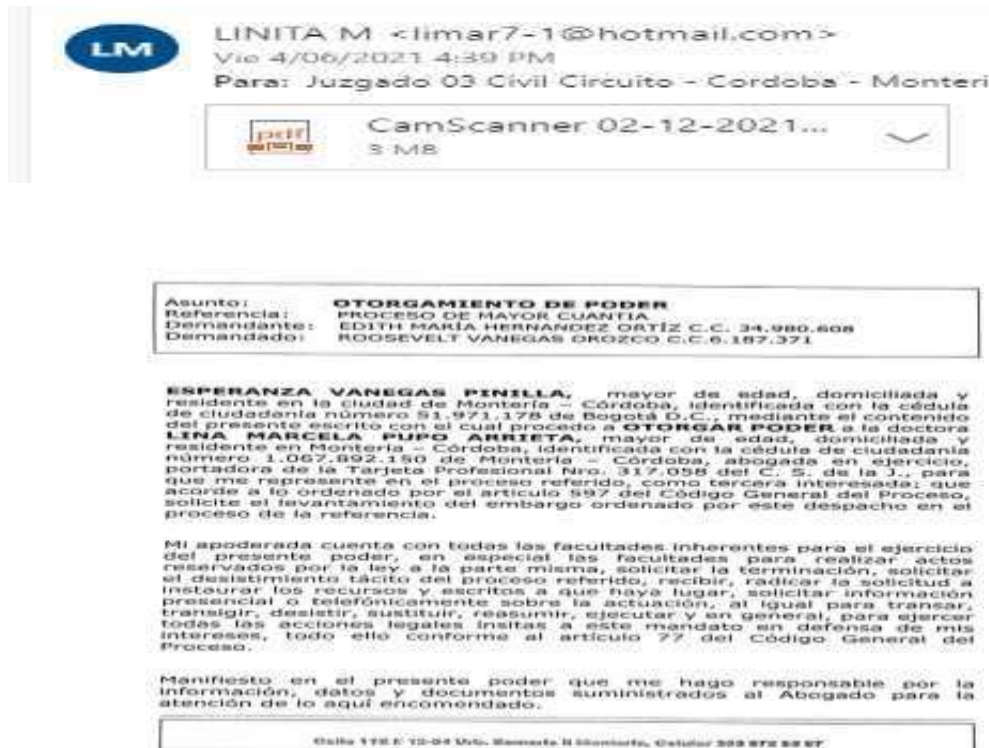 LM
LINITA M <limar7-1@hotmail.com>
Vie 4/06/2021 4:39 PM
Para: Juzgado 03 Civil Circuito - Cordoba - Monteri
pdf
CamScanner 02-12-2021...
3 MB
Asunto: OTORGAMIENTO DE PODER
Referencia: PROCESO DE MAYOR CUANTIA
Demandante: EDITH MARÍA HERNANDEZ ORTÍZ C.C. 34.980.608
Demandado: ROOSEVELT VANEGAS OROZCO C.C.6.187.371
ESPERANZA VANEGAS PINILLA, mayor de edad, domiciliada y
residente en la ciudad de Montería – Córdoba, identificada con la cédula
de ciudadanía número 51.971.178 de Bogotá D.C., mediante el contenido
del presente escrito con el cual procedo a OTORGAR PODER a la doctora
LINA MARCELA PUPO ARRIETA, mayor de edad, domiciliada y
residente en Montería – Córdoba, identificada con la cédula de ciudadanía
número 1.067.892.150 de Montería – Córdoba, abogada en ejercicio,
portadora de la Tarjeta Profesional Nro. 317.058 del C. S. de la J., para
que me represente en el proceso referido, como tercera interesada; que
acorde a lo ordenado por el artículo 597 del Código General del Proceso,
solicite el levantamiento del embargo ordenado por este despacho en el
proceso de la referencia.
Mi apoderada cuenta con todas las facultades inherentes para el ejercicio
del presente poder, en especial las facultades para realizar actos
reservados por la ley a la parte misma, solicitar la terminación, solicitar
el desistimiento tácito del proceso referido, recibir, radicar la solicitud a
instaurar los recursos y escritos a que haya lugar, solicitar información
presencial o telefónicamente sobre la actuación, al igual para transar,
transigir, desistir, sustituir, reasumir, ejecutar y en general, para ejercer
todas las acciones legales ínsitas a este mandato en defensa de mis
intereses, todo ello conforme al artículo 77 del Código General del
Proceso.
Manifiesto en el presente poder que me hago responsable por la
información, datos y documentos suministrados al Abogado para la
atención de lo aquí encomendado.
Montería, Celular